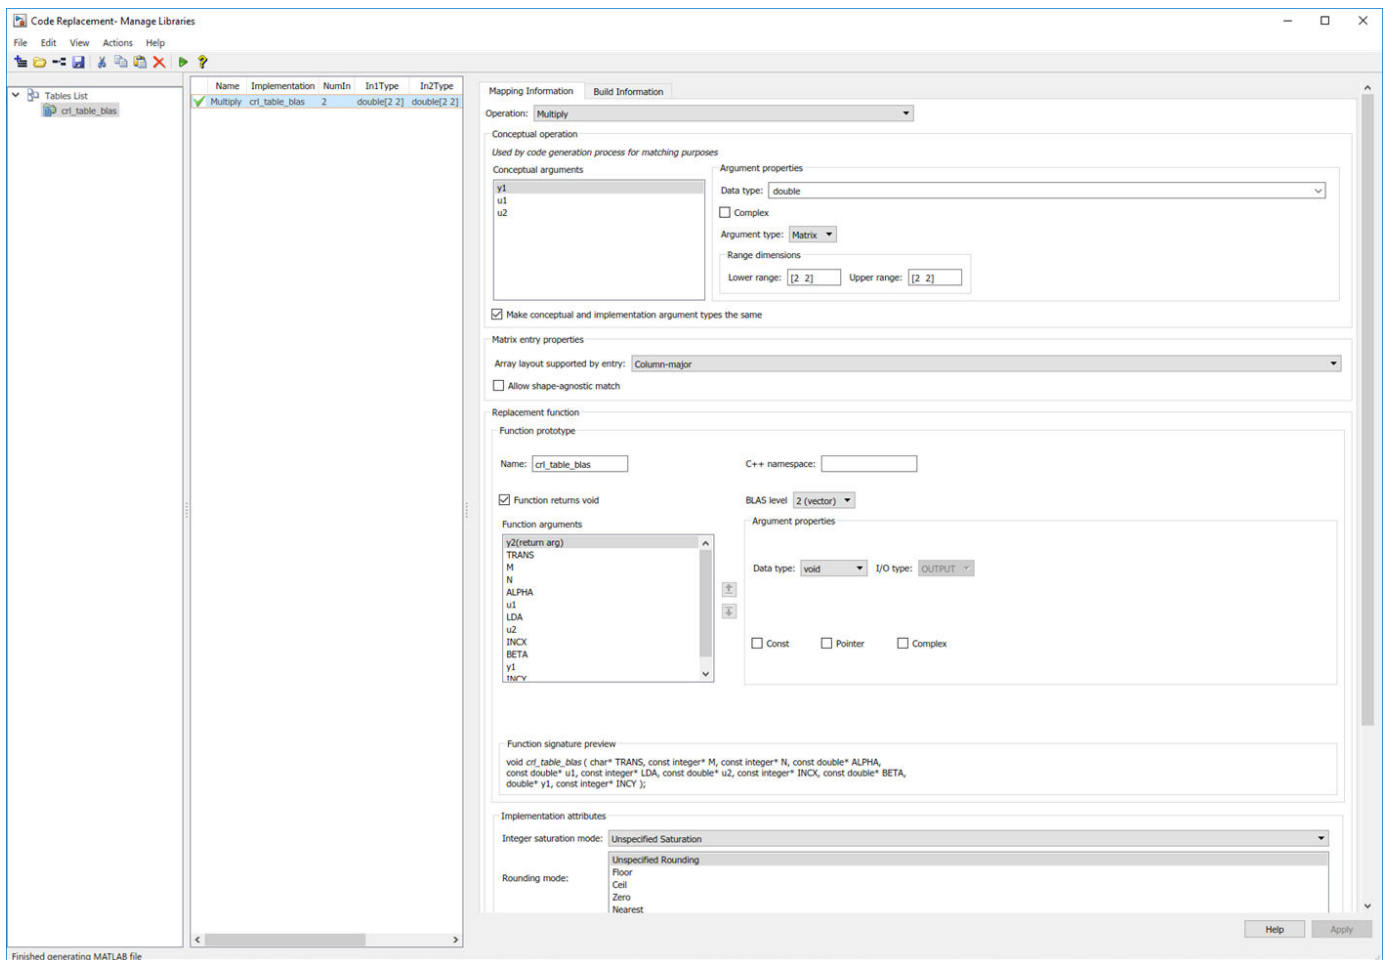 Code Replacement- Manage Libraries
File Edit View Actions Help
Tables List
crl_table_blas
Name Implementation NumIn In1Type In2Type
Multiply crl_table_blas 2 double[2 2] double[2 2]
Mapping Information Build Information
Operation: Multiply
Conceptual operation
Used by code generation process for matching purposes
Conceptual arguments
y1
u1
u2
Argument properties
Data type: double
Complex
Argument type: Matrix
Range dimensions
Lower range: [2 2] Upper range: [2 2]
Make conceptual and implementation argument types the same
Matrix entry properties
Array layout supported by entry: Column-major
Allow shape-agnostic match
Replacement function
Function prototype
Name: crl_table_blas C++ namespace:
Function returns void BLAS level 2 (vector)
Function arguments
y2(return arg)
TRANS
M
N
ALPHA
u1
LDA
u2
INCX
BETA
y1
INCY
Argument properties
Data type: void I/O type: OUTPUT
Const Pointer Complex
Function signature preview
void crl_table_blas ( char* TRANS, const integer* M, const integer* N, const double* ALPHA,
const double* u1, const integer* LDA, const double* u2, const integer* INCX, const double* BETA,
double* y1, const integer* INCY );
Implementation attributes
Integer saturation mode: Unspecified Saturation
Rounding mode:
Unspecified Rounding
Floor
Ceil
Zero
Nearest
Help Apply
Finished generating MATLAB file